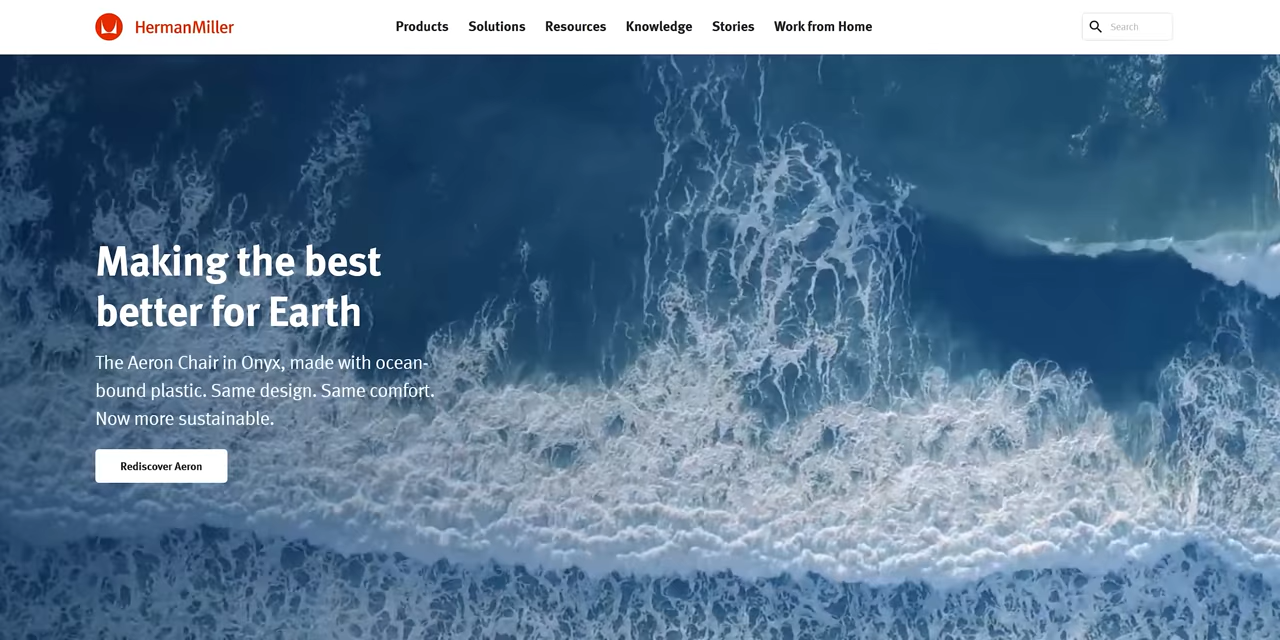 HermanMiller
Products
Solutions
Resources
Knowledge
Stories
Work from Home
Search
Making the best
better for Earth
The Aeron Chair in Onyx, made with ocean-
bound plastic. Same design. Same comfort.
Now more sustainable.
Rediscover Aeron